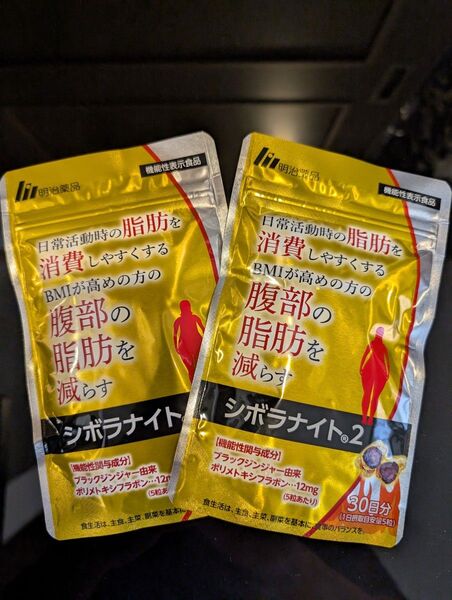 明治薬品
機能性表示食品
日常活動時の脂肪を
消費しやすくする
BMIが高めの方の
腹部の
脂肪を
減らす
シボラナイト
【機能性関与成分】
ブラックジンジャー由来
ポリメトキシフラボン…12mg
(5粒あたり)
食生活は、主食、主菜、副菜を基本に、
明治薬品
機能性表示食品
日常活動時の脂肪を
消費しやすくする
BMIが高めの方の
腹部の
脂肪を
減らす
シボラナイト®2
【機能性関与成分】
ブラックジンジャー由来
ポリメトキシフラボン…12mg
(5粒あたり)
30日分
(1日摂取目安量5粒)
食生活は、主食、主菜、副菜を基本に、食事のバランスを。